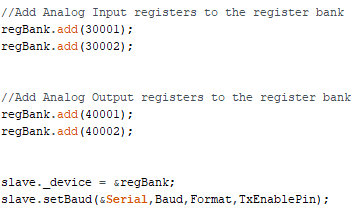 //Add Analog Input registers to the register bank
regBank.add(30001);
regBank.add(30002);
//Add Analog Output registers to the register bank
regBank.add(40001);
regBank.add(40002);
slave._device = &regBank;
slave.setBaud(&Serial,Baud,Format,TxEnablePin);